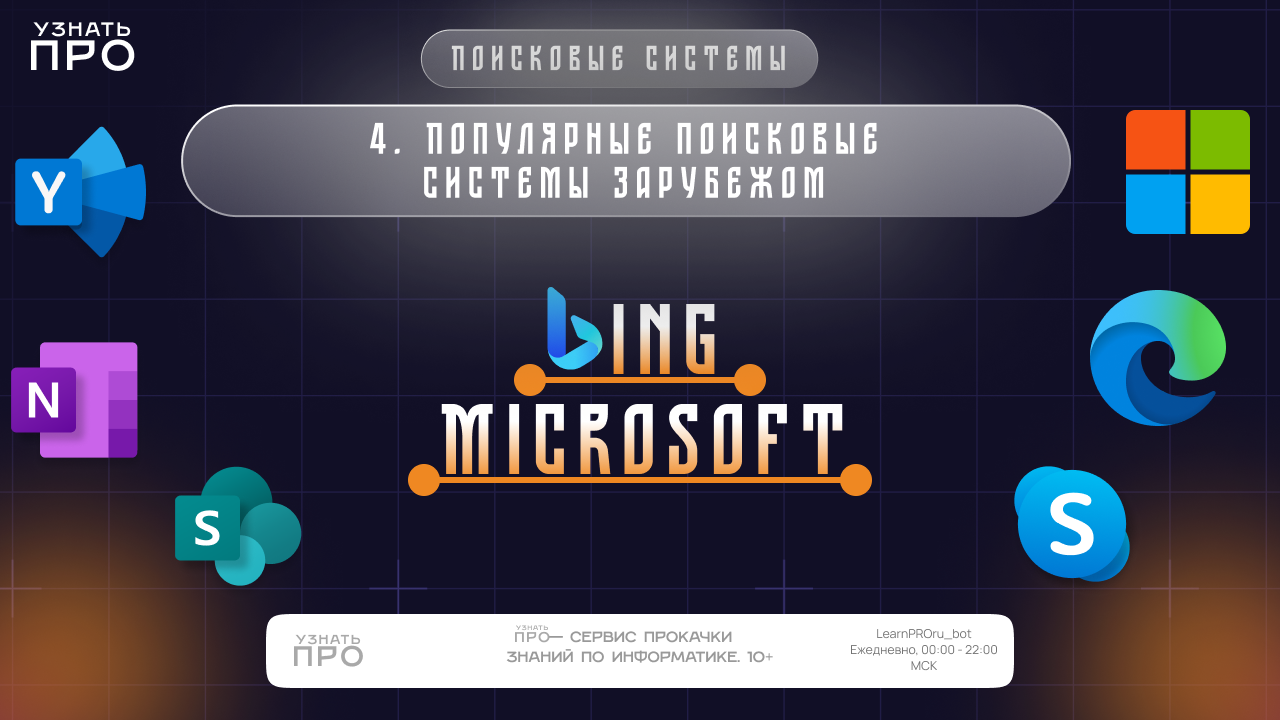 УЗНАТЬ
ПРО
ПОИСКОВЫЕ СИСТЕМЫ
4. ПОПУЛЯРНЫЕ ПОИСКОВЫЕ
СИСТЕМЫ ЗАРУБЕЖОМ
Y
bING
N
MICROSOFT
S
S
УЗНАТЬ
ПРО
УЗНАТЬ
ПРО— СЕРВИС ПРОКАЧКИ
ЗНАНИЙ ПО ИНФОРМАТИКЕ. 10+
LearnPROru_bot
Ежедневно, 00:00 - 22:00
МСК